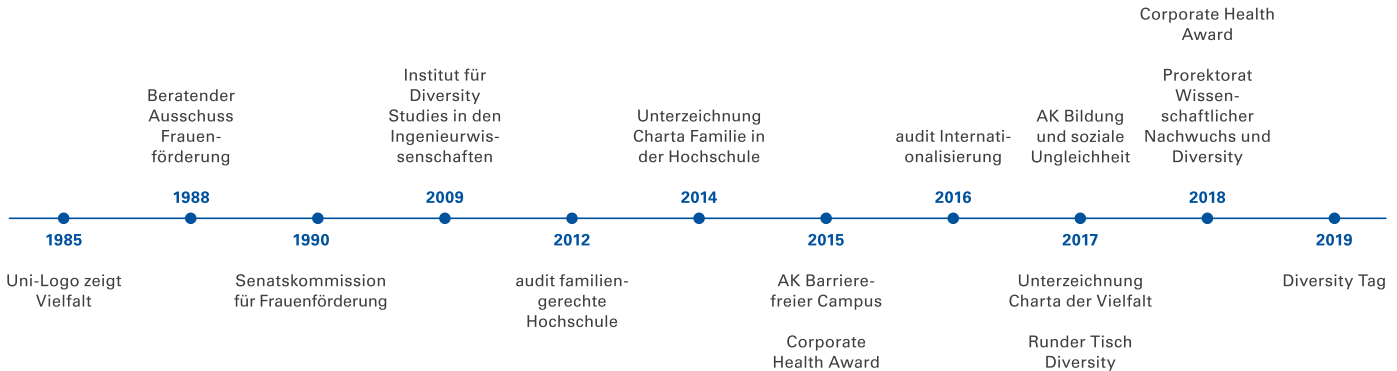 Uni-Logo zeigt
Vielfalt
1985
Beratender
Ausschuss
Frauen-
förderung
1988
1990
Senatskommission
für Frauenförderung
Institut für
Diversity
Studies in den
Ingenieurwis-
senschaften
2009
2012
audit familien-
gerechte
Hochschule
Unterzeichnung
Charta Familie in
der Hochschule
2014
2015
AK Barriere-
freier Campus
Corporate
Health Award
audit Internati-
onalisierung
2016
AK Bildung
und soziale
Ungleichheit
2017
Unterzeichnung
Charta der Vielfalt
Runder Tisch
Diversity
Corporate Health
Award
Prorektorat
Wissen-
schaftlicher
Nachwuchs und
Diversity
2018
2019
Diversity Tag